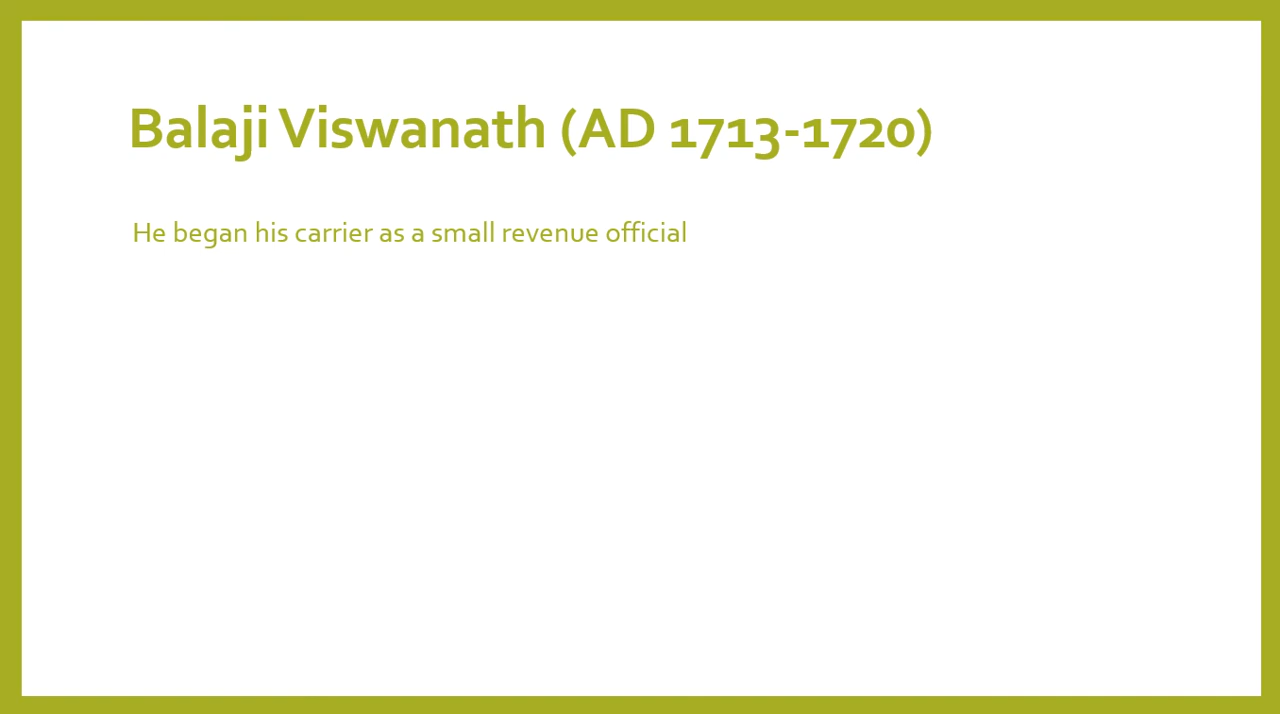 Balaji Viswanath (AD 1713-1720)
He began his carrier as a small revenue official